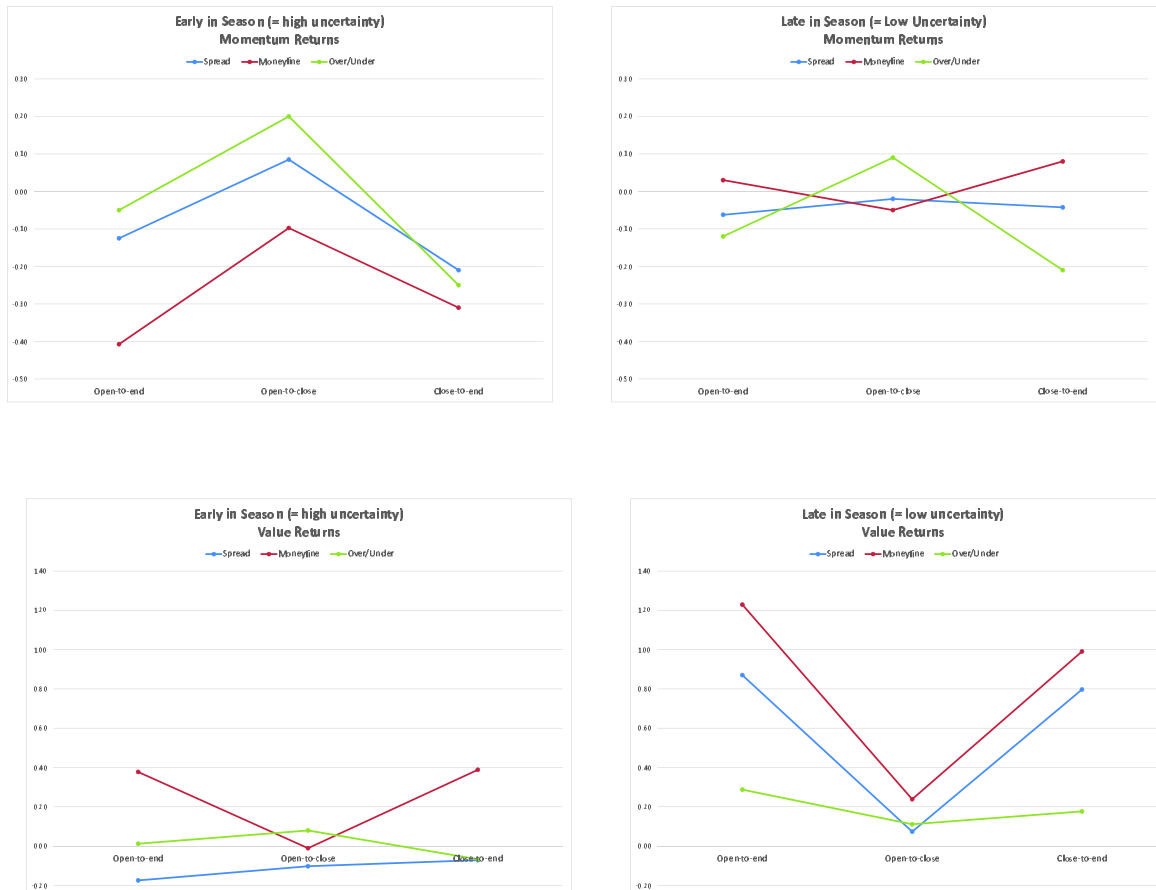 Early in Season (= high uncertainty)
Momentum Returns
Spread Moneyline Over/Under
0.30
0.20
0.10
0.00
-0.10
-0.20
-0.30
-0.40
-0.50
Open-to-end Open-to-close Close-to-end
Late in Season (= Low Uncertainty)
Momentum Returns
Spread Moneyline Over/Under
0.30
0.20
0.10
0.00
-0.10
-0.20
-0.30
-0.40
-0.50
Open-to-end Open-to-close Close-to-end
Early in Season (= high uncertainty)
Value Returns
Spread Moneyline Over/Under
1.40
1.20
1.00
0.80
0.60
0.40
0.20
0.00
Open-to-end Open-to-close Close-to-end
-0.20
Late in Season (= low uncertainty)
Value Returns
Spread Moneyline Over/Under
1.40
1.20
1.00
0.80
0.60
0.40
0.20
0.00
Open-to-end Open-to-close Close-to-end
-0.20